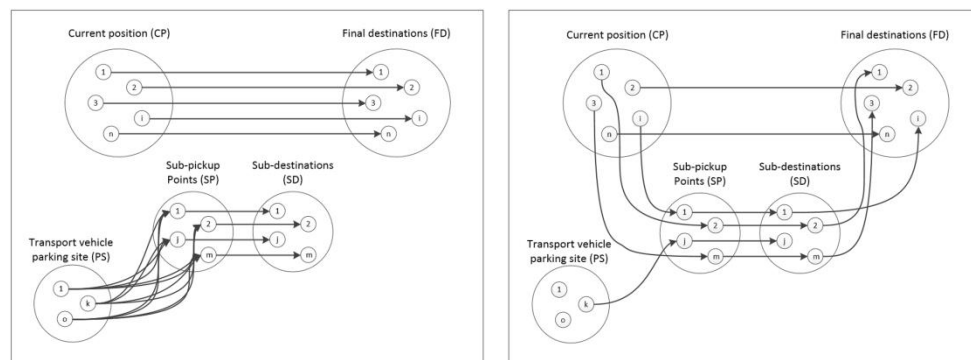 Current position (CP)
Final destinations (FD)
1
1
2
2
3
3
i
i
n
n
Sub-pickup
Points (SP)
Sub-destinations
(SD)
1
1
2
2
j
j
m
m
Transport vehicle
parking site (PS)
1
k
o
Current position (CP)
Final destinations (FD)
1
1
2
2
3
3
i
i
n
n
Sub-pickup
Points (SP)
Sub-destinations
(SD)
1
1
2
2
j
j
m
m
Transport vehicle
parking site (PS)
1
k
o